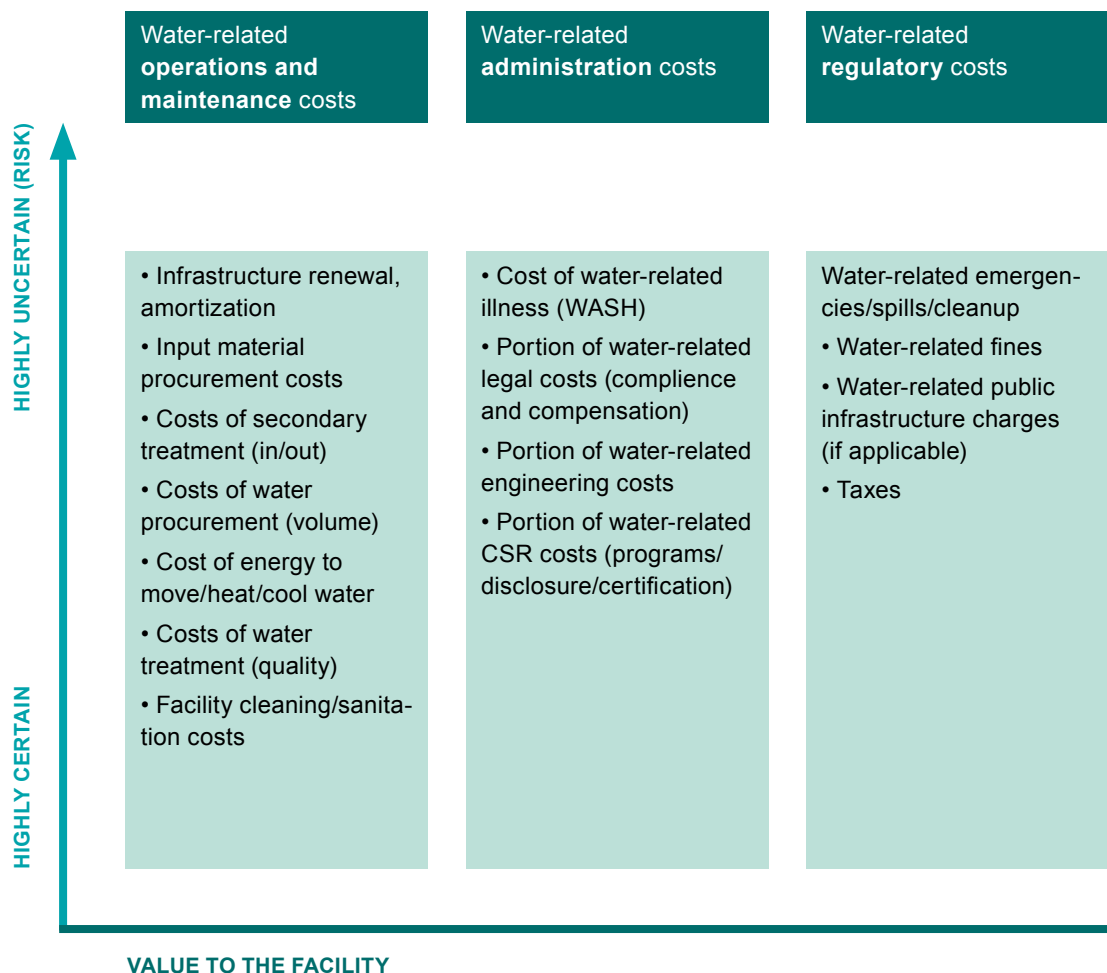 Water-related
operations and
maintenance costs
Water-related
administration costs
Water-related
regulatory costs
HIGHLY UNCERTAIN (RISK)
HIGHLY CERTAIN
• Infrastructure renewal,
amortization
• Input material
procurement costs
• Costs of secondary
treatment (in/out)
• Costs of water
procurement (volume)
• Cost of energy to
move/heat/cool water
• Costs of water
treatment (quality)
• Facility cleaning/sanita-
tion costs
• Cost of water-related
illness (WASH)
• Portion of water-related
legal costs (complience
and compensation)
• Portion of water-related
engineering costs
• Portion of water-related
CSR costs (programs/
disclosure/certification)
Water-related emergen-
cies/spills/cleanup
• Water-related fines
• Water-related public
infrastructure charges
(if applicable)
• Taxes
VALUE TO THE FACILITY